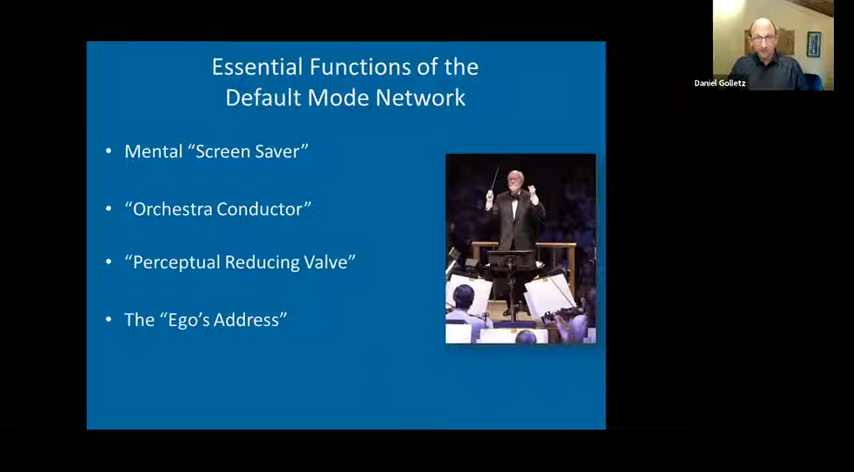 Essential Functions of the
Default Mode Network
• Mental “Screen Saver”
• “Orchestra Conductor”
• “Perceptual Reducing Valve”
• The “Ego’s Address”
Daniel Golletz